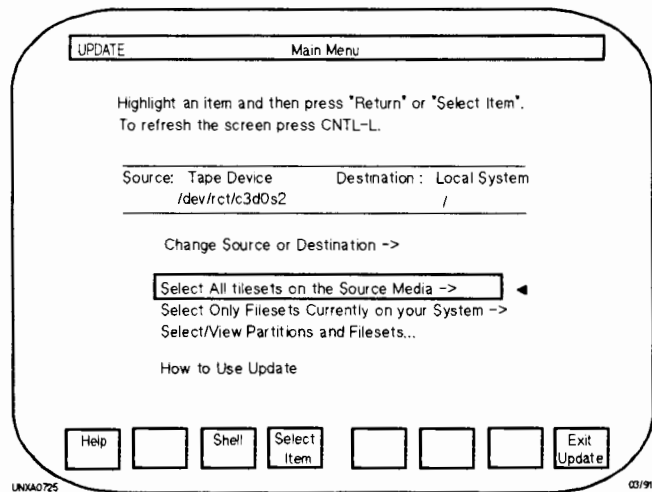 UPDATE Main Menu
Highlight an item and then press "Return" or "Select Item".
To refresh the screen press CNTL-L.
Source: Tape Device Destination : Local System
/dev/rct/c3d0s2 /
Change Source or Destination ->
Select All tilesets on the Source Media ->
Select Only Filesets Currently on your System ->
Select/View Partitions and Filesets...
How to Use Update
Help Shell Select Item Exit Update
UNXA0725 03/91